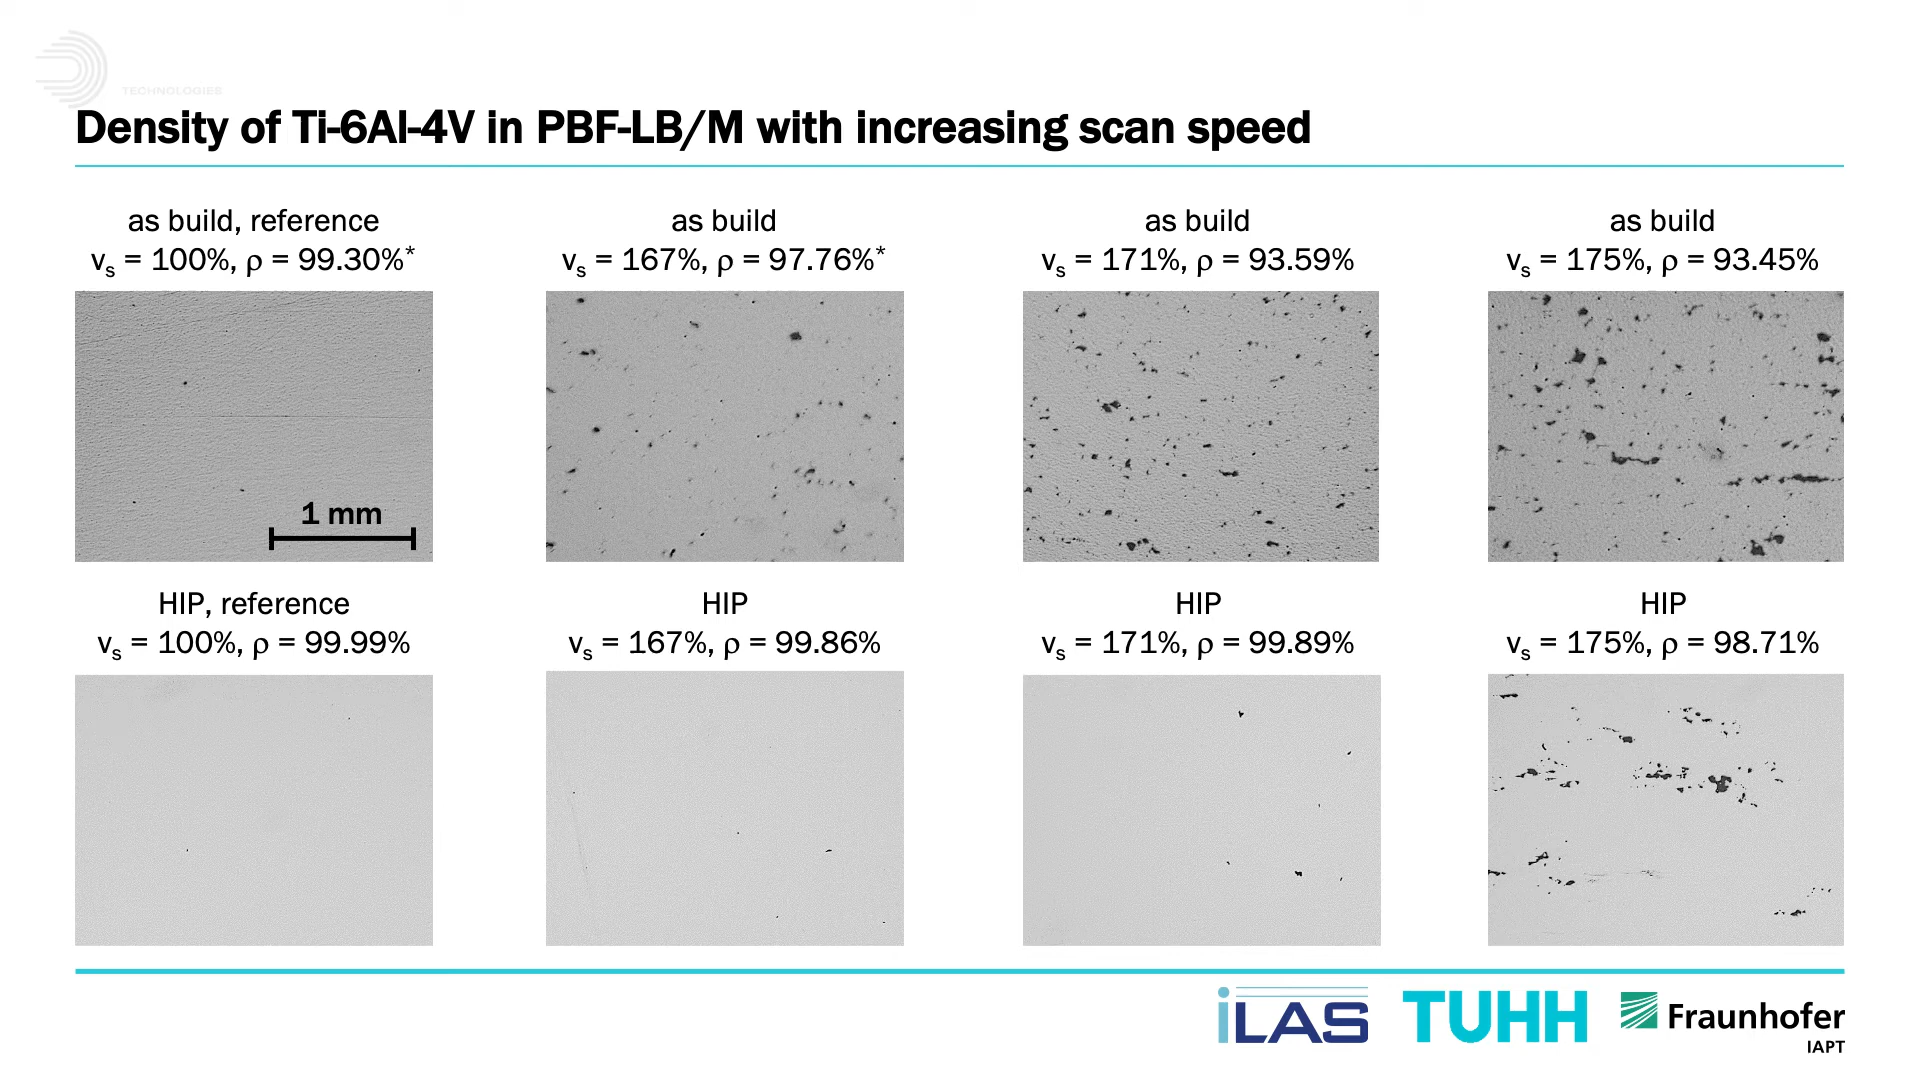 TECHNOLOGIES
Density of Ti-6Al-4V in PBF-LB/M with increasing scan speed
as build, reference
vs = 100%, ρ = 99.30%*
as build
vs = 167%, ρ = 97.76%*
as build
vs = 171%, ρ = 93.59%
as build
vs = 175%, ρ = 93.45%
1 mm
HIP, reference
vs = 100%, ρ = 99.99%
HIP
vs = 167%, ρ = 99.86%
HIP
vs = 171%, ρ = 99.89%
HIP
vs = 175%, ρ = 98.71%
iLAS
TUHH
Fraunhofer
IAPT